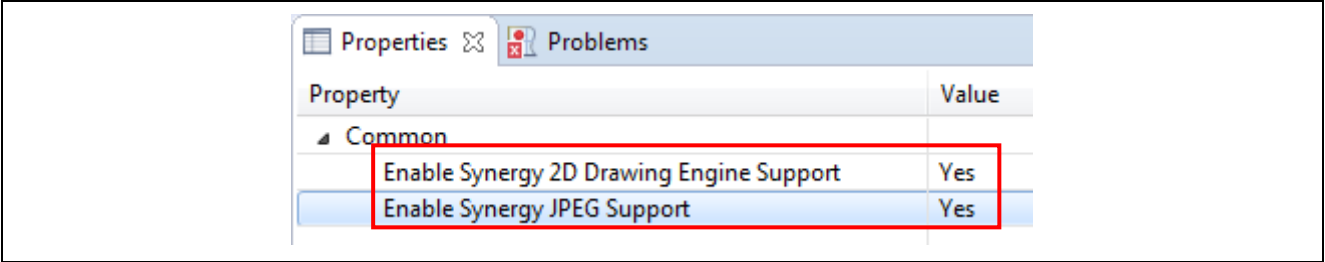 Properties Problems
Property Value
Common
Enable Synergy 2D Drawing Engine Support Yes
Enable Synergy JPEG Support Yes